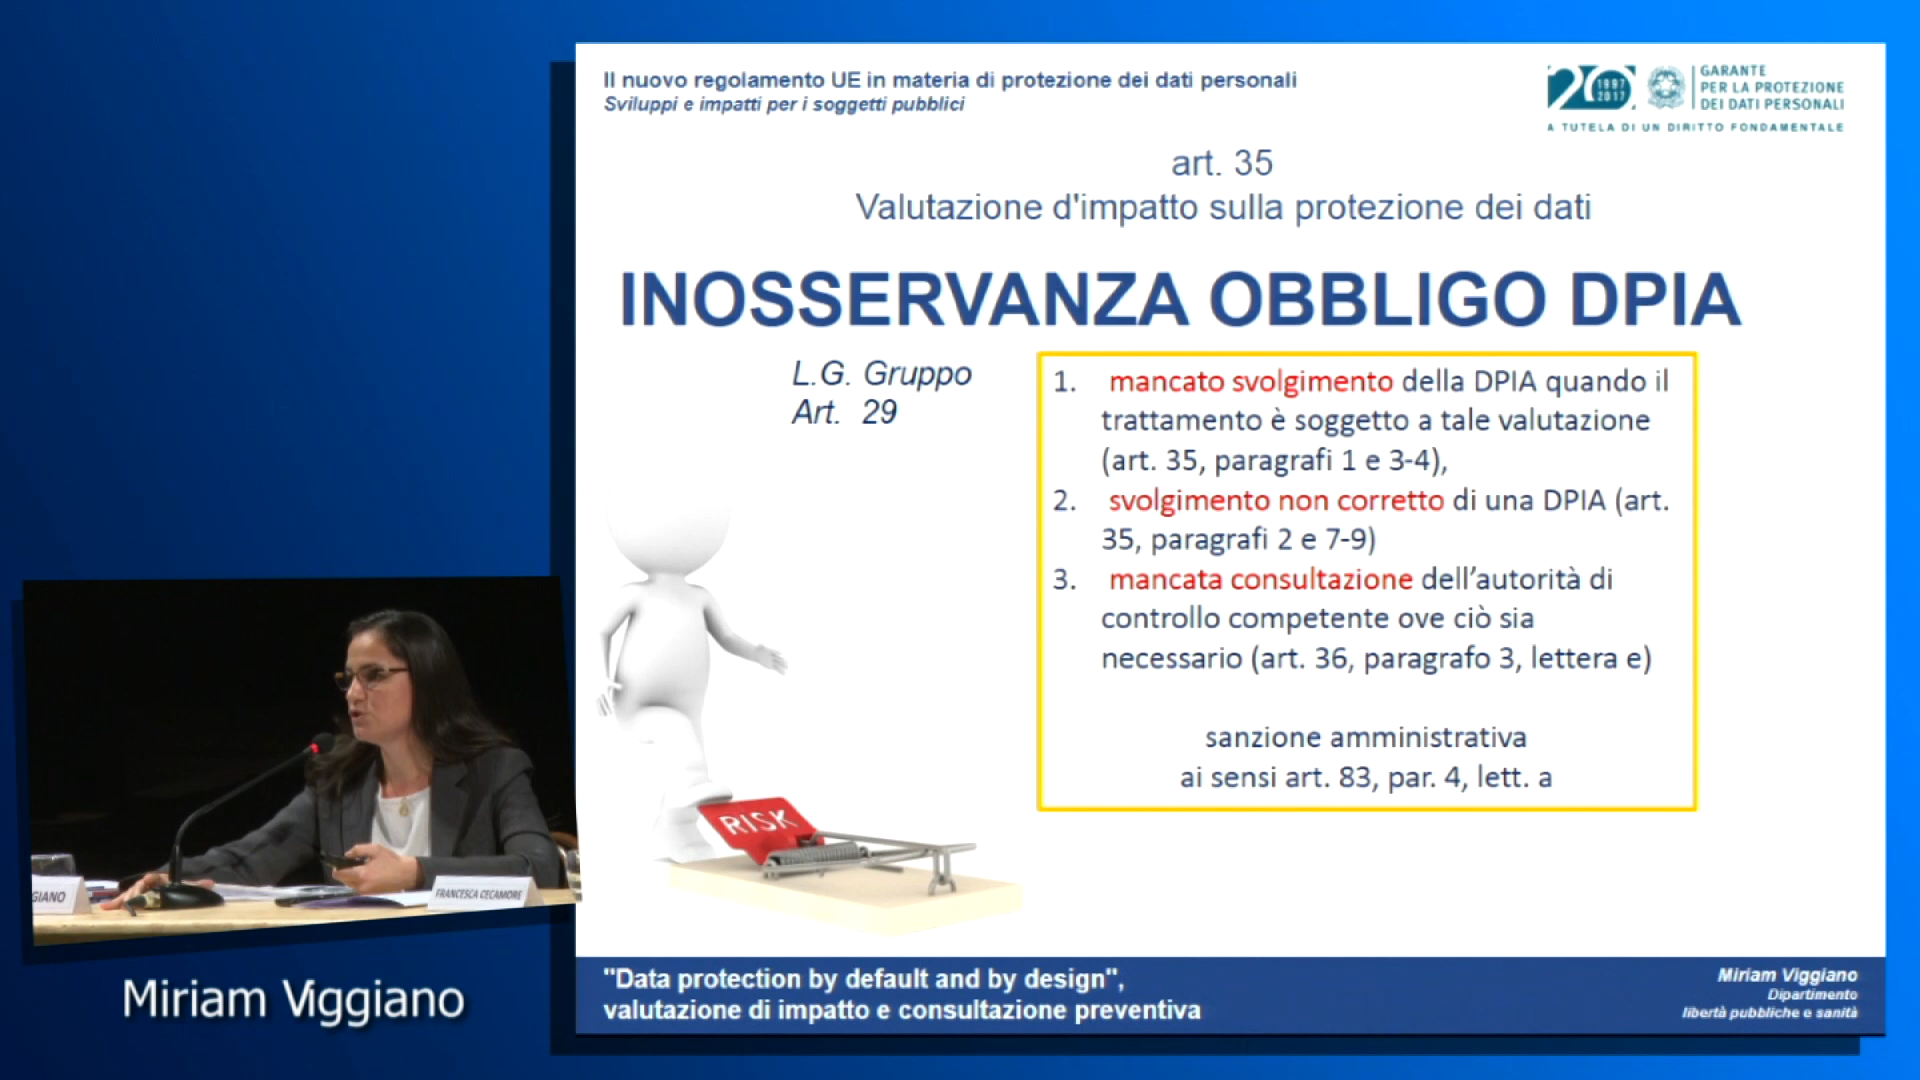 Il nuovo regolamento UE in materia di protezione dei dati personali
Sviluppi e impatti per i soggetti pubblici
20
1997
2017
GARANTE
PER LA PROTEZIONE
DEI DATI PERSONALI
A TUTELA DI UN DIRITTO FONDAMENTALE
art. 35
Valutazione d'impatto sulla protezione dei dati
INOSSERVANZA OBBLIGO DPIA
L.G. Gruppo
Art. 29
1. mancato svolgimento della DPIA quando il
trattamento è soggetto a tale valutazione
(art. 35, paragrafi 1 e 3-4),
2. svolgimento non corretto di una DPIA (art.
35, paragrafi 2 e 7-9)
3. mancata consultazione dell’autorità di
controllo competente ove ciò sia
necessario (art. 36, paragrafo 3, lettera e)
sanzione amministrativa
ai sensi art. 83, par. 4, lett. a
RISK
GIANO
FRANCESCA CECAMORE
Miriam Viggiano
"Data protection by default and by design",
valutazione di impatto e consultazione preventiva
Miriam Viggiano
Dipartimento
libertà pubbliche e sanità